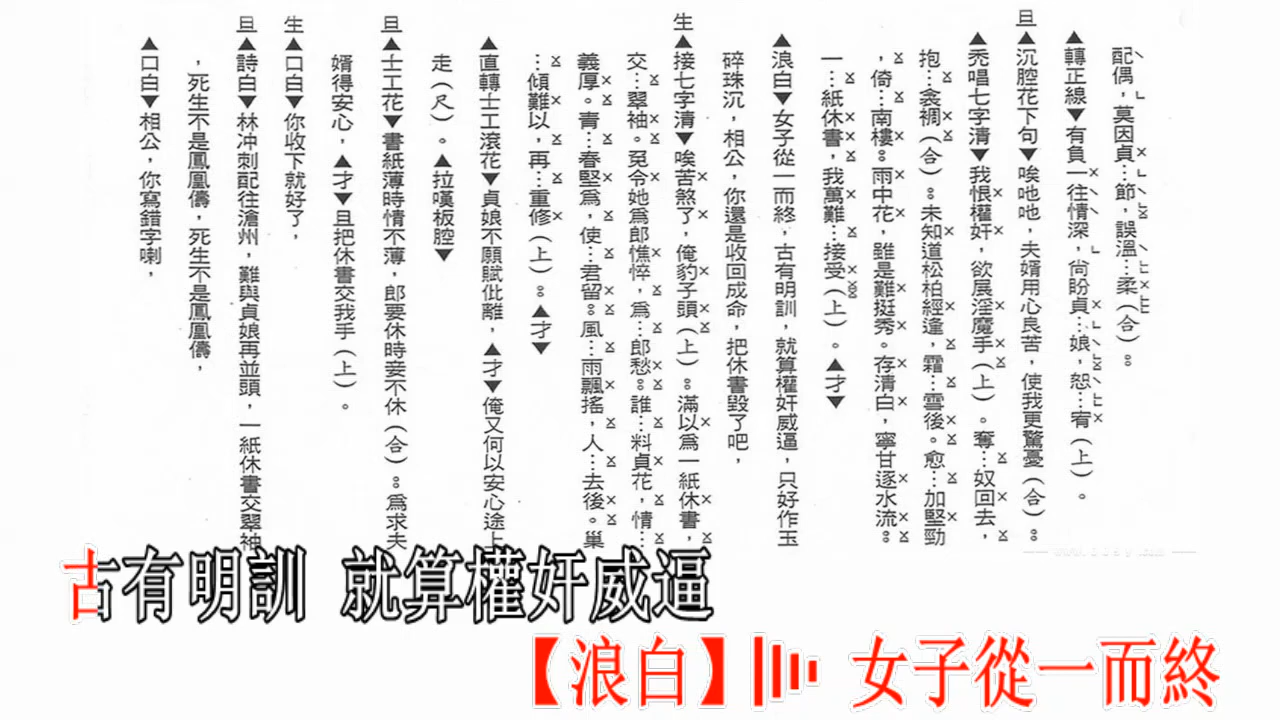 配偶，莫因貞…節，誤溫…柔（合）。
▲轉正線▼有負一往情深，尚盼貞…娘，恕…宥（上）。
旦▲沉腔花下句▼唉吔吔，夫婿用心良苦，使我更驚憂（合）。
▲禿唱七字清▼我恨權奸，欲展淫魔手（上）。奪…奴回去，
抱…衾裯（合）。未知道松柏經逢，霜…雪後。愈…加堅勁
，倚…南樓。雨中花，雖是難挺秀。存清白，寧甘逐水流。
一…紙休書，我萬難…接受（上）。▲才▼
▲浪白▼女子從一而終，古有明訓，就算權奸威逼，只好作玉
碎珠沉，相公，你還是收回成命，把休書毀了吧，
生▲接七字清▼唉苦煞了，俺豹子頭（上）。滿以為一紙休書，
交…翠袖。免令她為郎憔悴，為…郎愁。誰…料貞花，情…
義厚。青…春堅為，使…君留。風…雨飄搖，人…去後。巢
…傾難以，再…重修（上）。▲才▼
▲直轉士工滾花▼貞娘不願賦仳離，▲才▼俺又何以安心途上
走（尺）。▲拉嘆板腔▼
旦▲士工花▼書紙薄時情不薄，郎要休時妾不休（合）。為求夫
婿得安心，▲才▼且把休書交我手（上）。
生▲口白▼你收下就好了，
旦▲詩白▼林冲刺配往滄州，難與貞娘再並頭，一紙休書交翠袖
，死生不是鳳凰儔，死生不是鳳凰儔，
▲口白▼相公，你寫錯字喇，
古有明訓 就算權奸威逼
【浪白】 女子從一而終